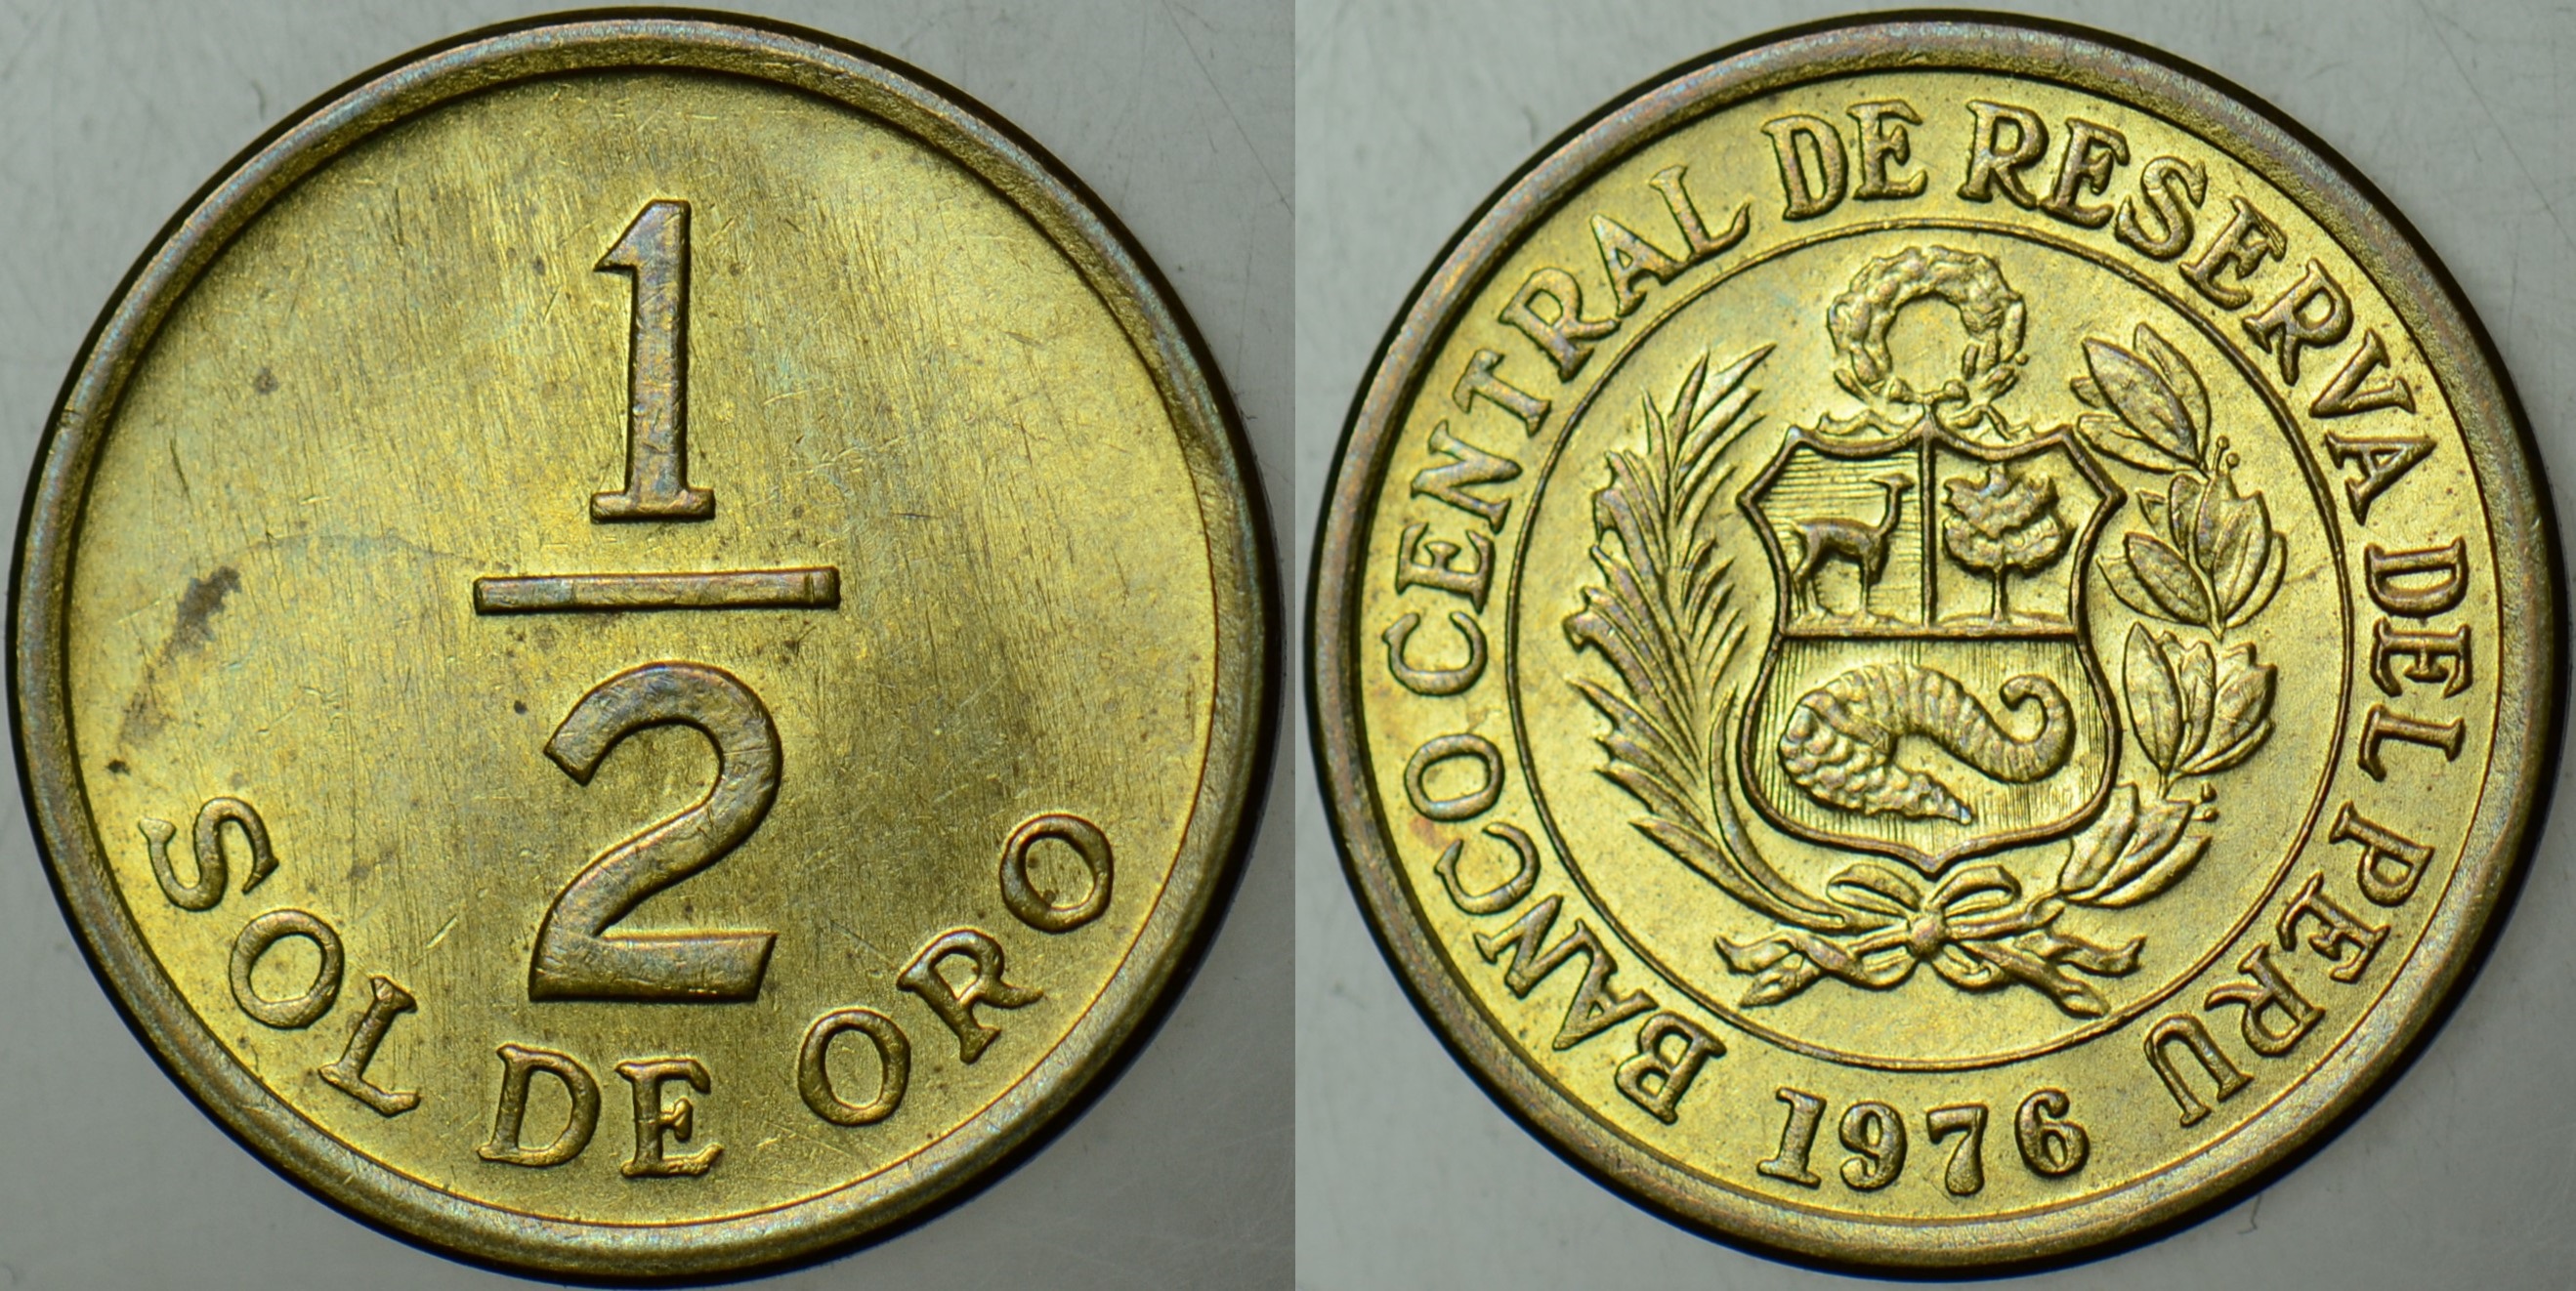 1
2
SOL DE ORO
BANCO CENTRAL DE RESERVA DEL PERU
1976